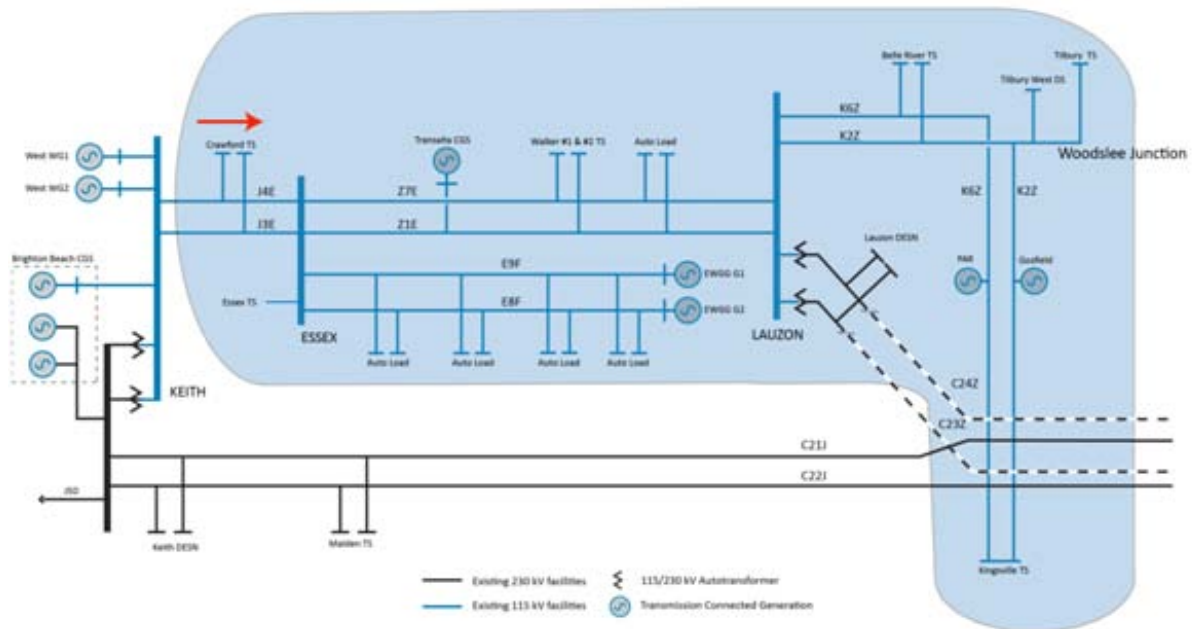 Belle River TS
Tilbury TS
Tilbury West DS
K6Z
K2Z
Woodslee Junction
Crawford TS
Transalta CGS
Walker #1 & #2 TS
Auto Load
West WG1
West WG2
J4E
Z7E
K6Z
K2Z
J3E
Z1E
Lauzon DESN
Brighton Beach CGS
E9F
EWGG G1
PAR
Gosfield
Essex TS
E8F
EWGG G2
ESSEX
LAUZON
Auto Load
Auto Load
Auto Load
Auto Load
KEITH
C24Z
C23Z
C21J
C22J
J5D
Keith DESN
Malden TS
Kingsville TS
Existing 230 kV facilities
115/230 kV Autotransformer
Existing 115 kV facilities
Transmission Connected Generation